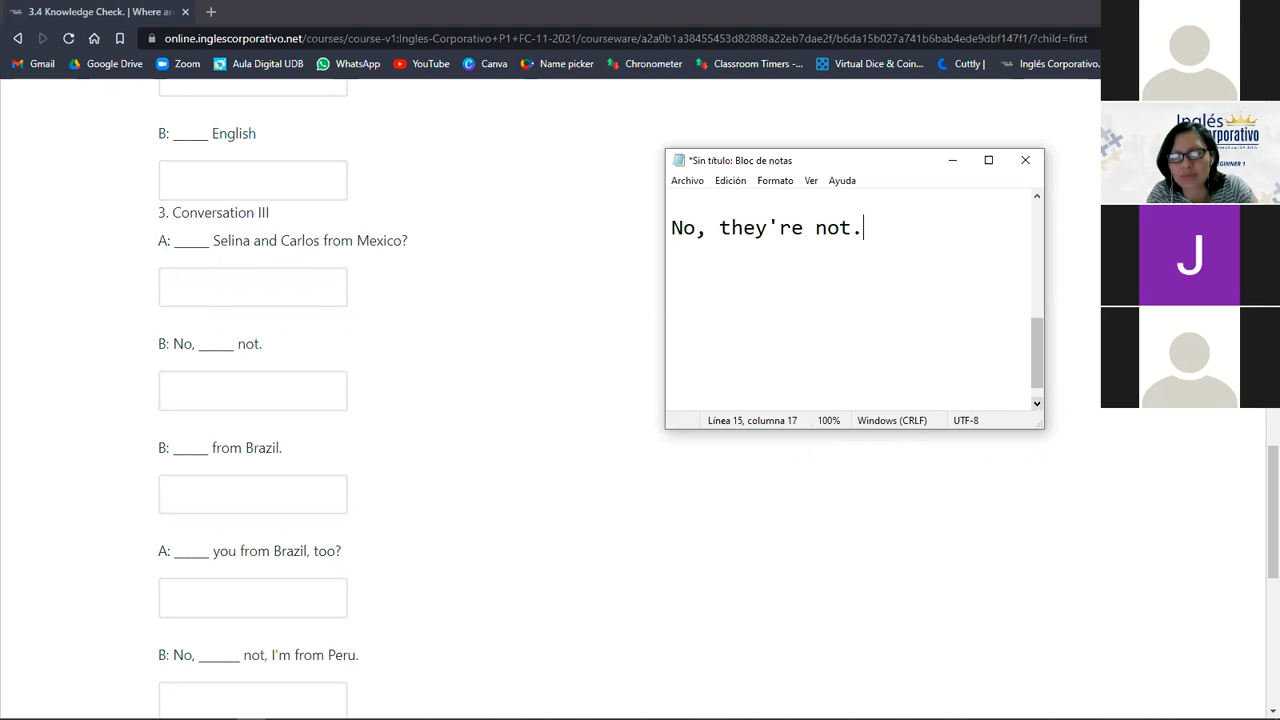 3.4 Knowledge Check. | Where ar
online.inglescorporativo.net/courses/course-v1:Ingles-Corporativo+P1+FC-11-2021/courseware/a2a0b1a38455453d82888a22eb7dae2f/b6da15b027a741b6bab4ede9dbf147f1/?child=first
Gmail Google Drive Zoom Aula Digital UDB WhatsApp YouTube Canva Name picker Chronometer Classroom Timers -... Virtual Dice & Coin... Cuttly | Inglés Corporativo.
B: _____ English
3. Conversation III
A: _____ Selina and Carlos from Mexico?
B: No, _____ not.
B: _____ from Brazil.
A: _____ you from Brazil, too?
B: No, ______ not, I'm from Peru.
*Sin título: Bloc de notas
Archivo Edición Formato Ver Ayuda
No, they're not.
Línea 15, columna 17 100% Windows (CRLF) UTF-8
Inglés
J